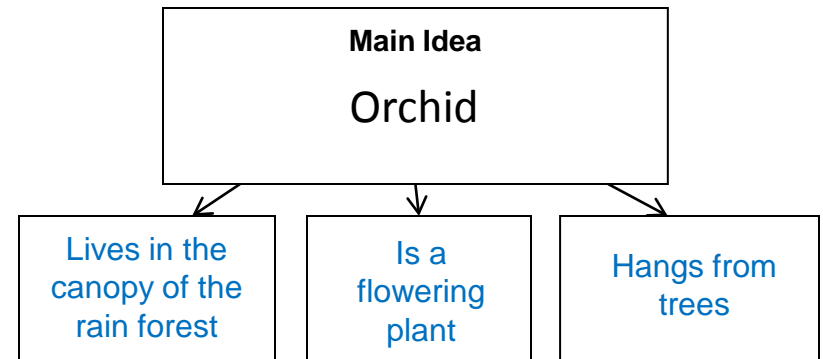 Main Idea
Orchid
Lives in the
canopy of the
rain forest
Is a
flowering
plant
Hangs from
trees